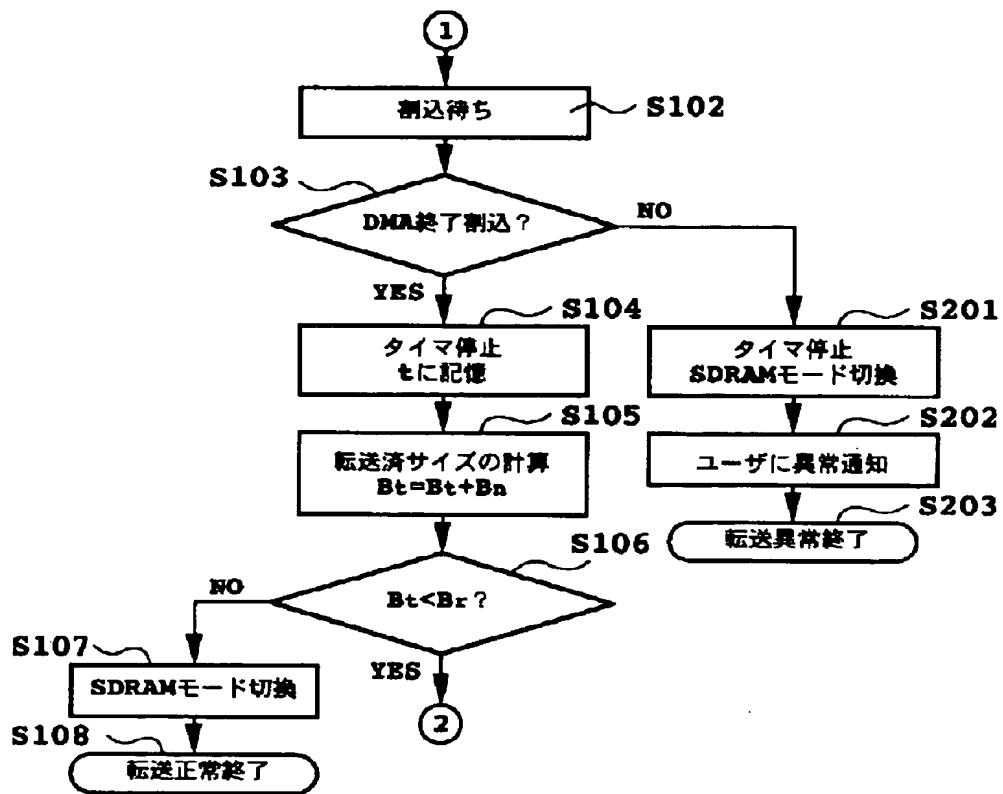 1
割込待ち
S102
S103
DMA終了割込?
NO
YES
S104
タイマ停止
tに記憶
S201
タイマ停止
SDRAMモード切換
S105
転送済サイズの計算
Bt=Bt+Bn
S202
ユーザに異常通知
S203
転送異常終了
S106
Bt<Br?
NO
YES
S107
SDRAMモード切換
2
S108
転送正常終了